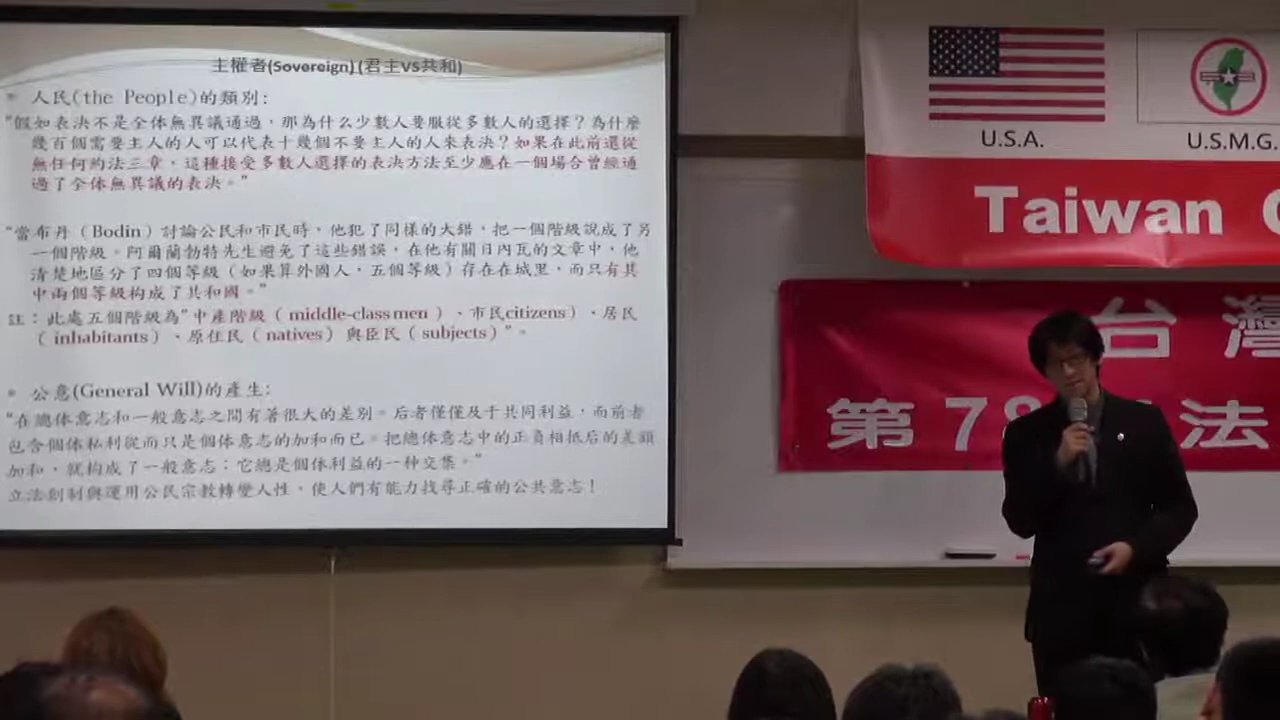 主權者(Sovereign)(君主VS共和)
• 人民(the People)的類別:
"假如表決不是全体無異議通過，那為什么少數人要服從多數人的選擇？為什麼
幾百個需要主人的人可以代表十幾個不要主人的人來表決？如果在此前還從
無任何約法三章，這種接受多數人選擇的表決方法至少應在一個場合曾經通
過了全体無異議的表決。"
"當布丹（Bodin）討論公民和市民時，他犯了同樣的大錯，把一個階級說成了另
一個階級。阿爾蘭勃特先生避免了這些錯誤，在他有關日內瓦的文章中，他
清楚地區分了四個等級（如果算外國人，五個等級）存在在城里，而只有其
中兩個等級构成了共和國。"
註：此處五個階級為"中產階級（middle-class men）、市民citizens）、居民
（inhabitants）、原住民（natives）與臣民（subjects）"。
• 公意(General Will)的產生:
"在總体意志和一般意志之間有著很大的差別。后者僅僅及于共同利益，而前者
包含個体私利從而只是個体意志的加和而已。把總体意志中的正負相抵后的差額
加和，就构成了一般意志：它總是個体利益的一种交集。"
立法創制與運用公民宗教轉變人性，使人們有能力找尋正確的公共意志！
U.S.A.
U.S.M.G.
Taiwan
台灣
第78 法